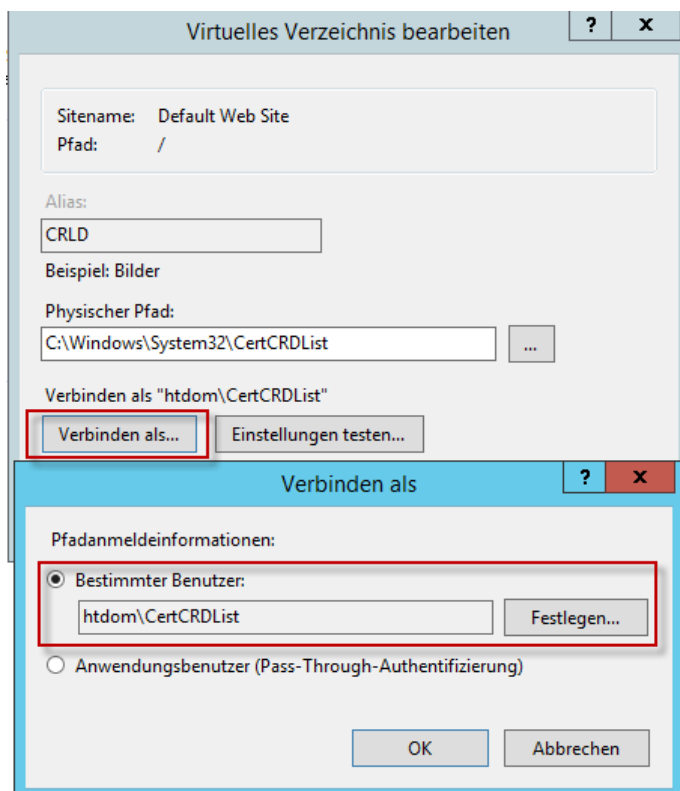 Virtuelles Verzeichnis bearbeiten
? x
Sitename: Default Web Site
Pfad: /
Alias:
CRLD
Beispiel: Bilder
Physischer Pfad:
C:\Windows\System32\CertCRDList
...
Verbinden als "htdom\CertCRDList"
Verbinden als... Einstellungen testen...
Verbinden als
? x
Pfadanmeldeinformationen:
Bestimmter Benutzer:
htdom\CertCRDList Festlegen...
Anwendungsbenutzer (Pass-Through-Authentifizierung)
OK Abbrechen